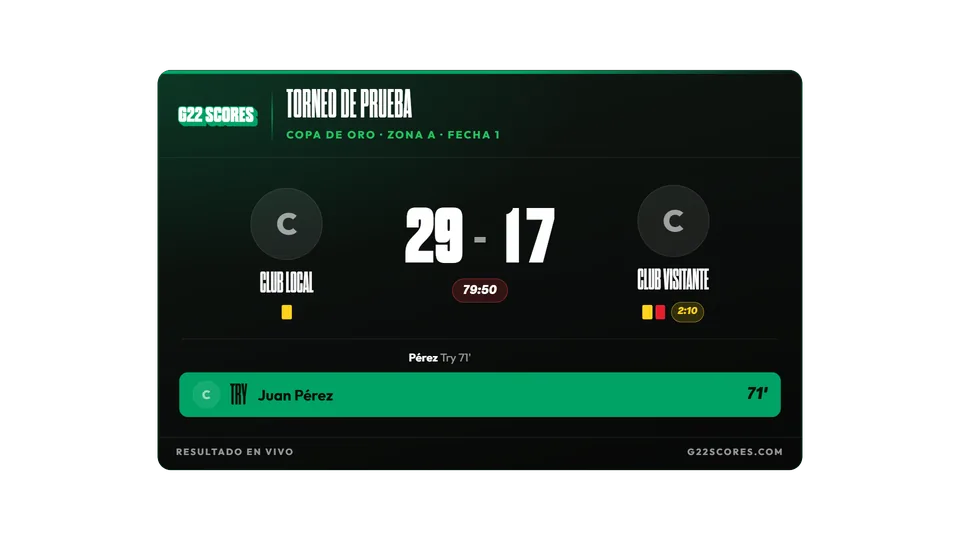 G22 SCORES
TORNEO DE PRUEBA
COPA DE ORO · ZONA A · FECHA 1
C
C
29 - 17
CLUB LOCAL
CLUB VISITANTE
79:50
2:10
Pérez Try 71'
C TRY Juan Pérez 71'
RESULTADO EN VIVO
G22SCORES.COM